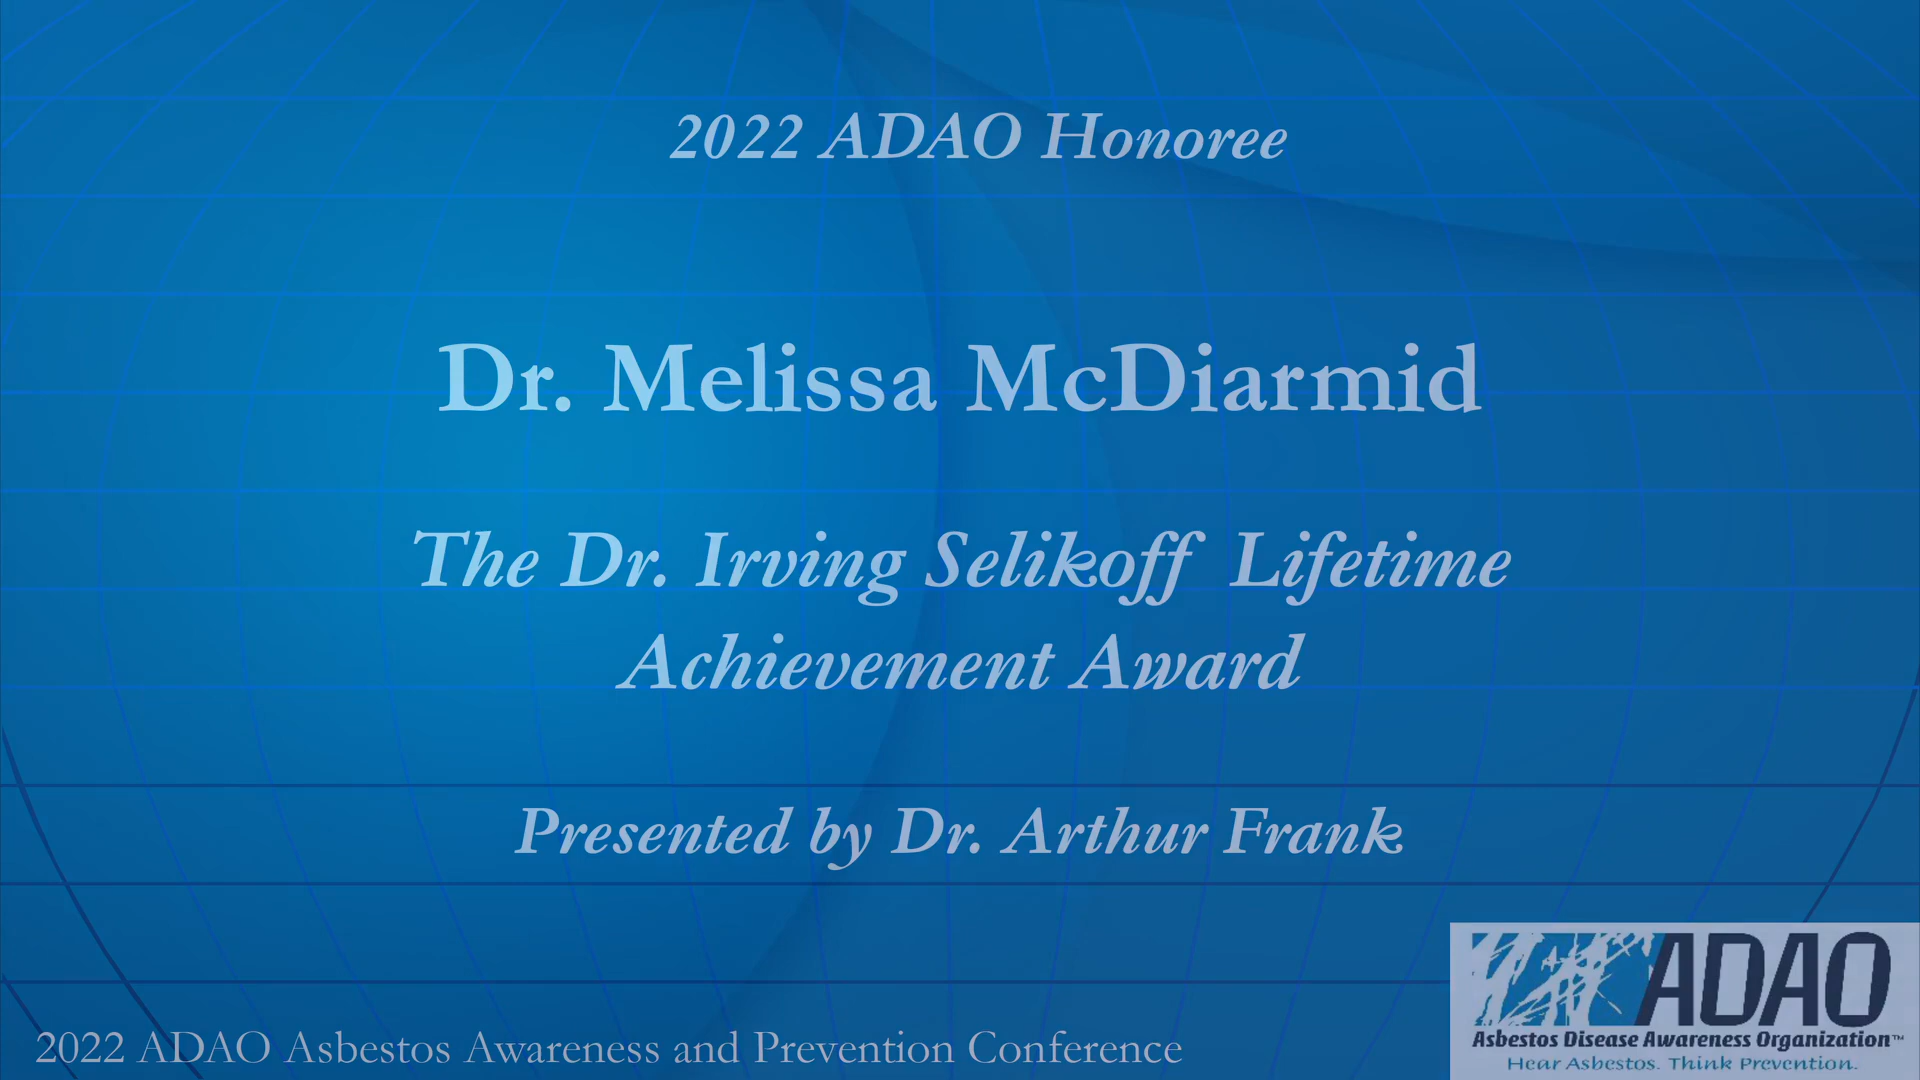 2022 ADAO Honoree
Dr. Melissa McDiarmid
The Dr. Irving Selikoff Lifetime
Achievement Award
Presented by Dr. Arthur Frank
2022 ADAO Asbestos Awareness and Prevention Conference
ADAO
Asbestos Disease Awareness Organization™
Hear Asbestos. Think Prevention.